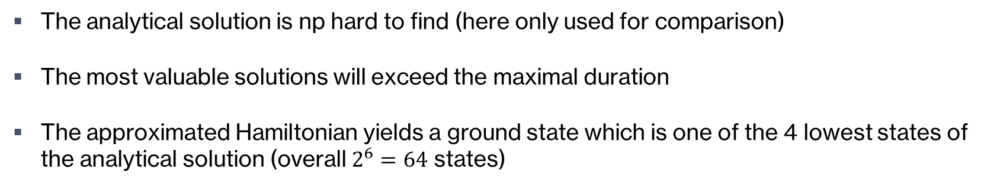 ▪ The analytical solution is np hard to find (here only used for comparison)
▪ The most valuable solutions will exceed the maximal duration
▪ The approximated Hamiltonian yields a ground state which is one of the 4 lowest states of
the analytical solution (overall 2⁶ = 64 states)